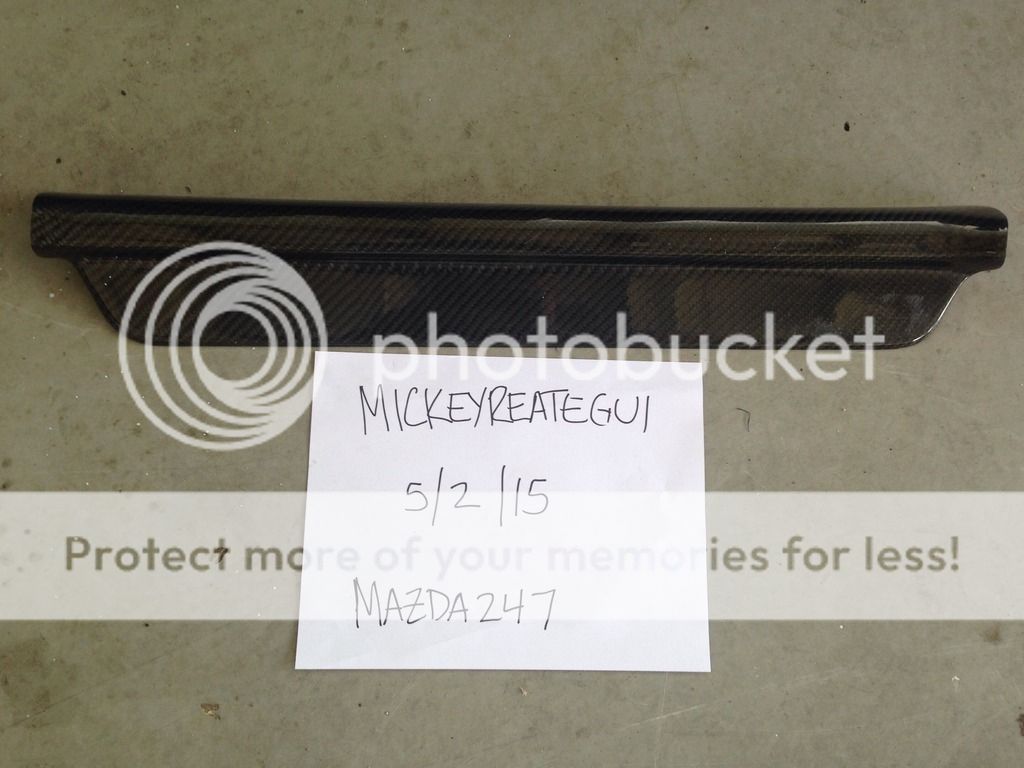 photobucket
MICKEYREATEGUI
5/2/15
Protect more of your memories for less!
MAZDA247